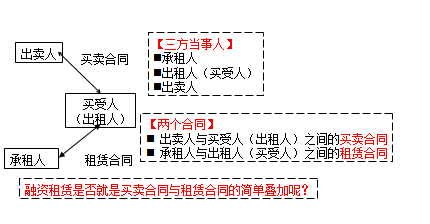 出卖人
买卖合同
买受人
（出租人）
承租人
租赁合同
【三方当事人】
■承租人
■出租人（买受人）
■出卖人
【两个合同】
■ 出卖人与买受人（出租人）之间的买卖合同
■ 承租人与出租人（买受人）之间的租赁合同
融资租赁是否就是买卖合同与租赁合同的简单叠加呢？